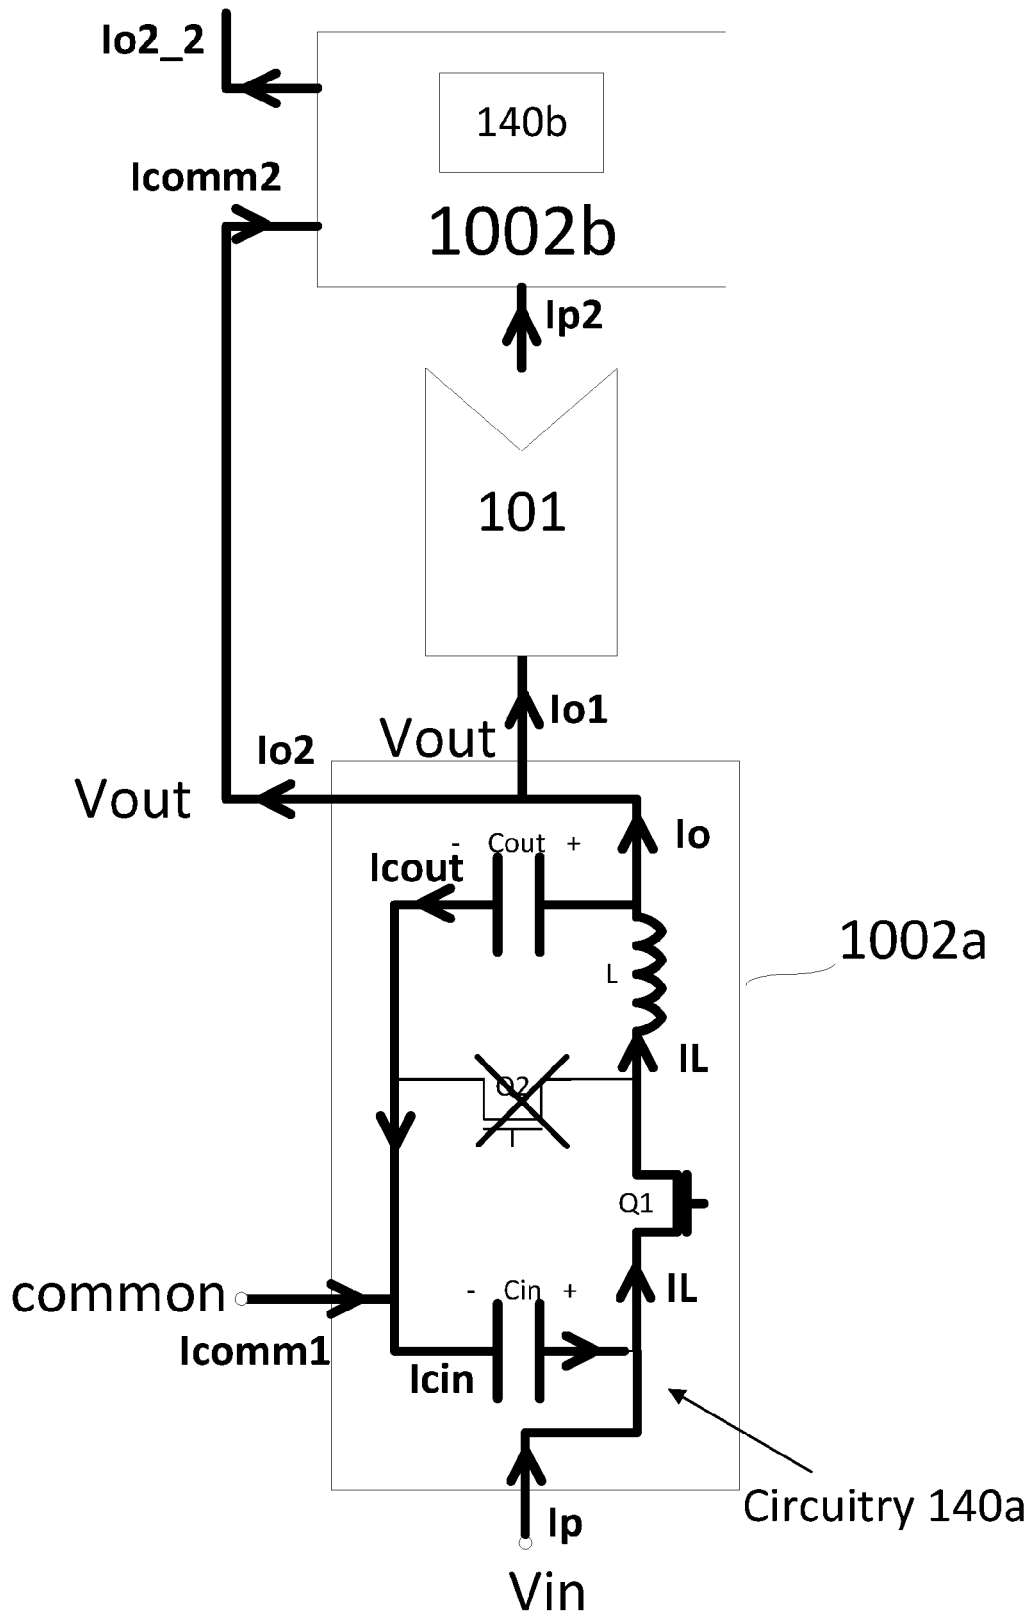 Io2_2
140b
Icomm2
1002b
Ip2
101
Io1
Vout
Io2
Vout
Io
- Cout +
Icout
1002a
L
IL
Q2
Q1
IL
- Cin +
common
Icomm1
Icin
Circuitry 140a
Ip
Vin